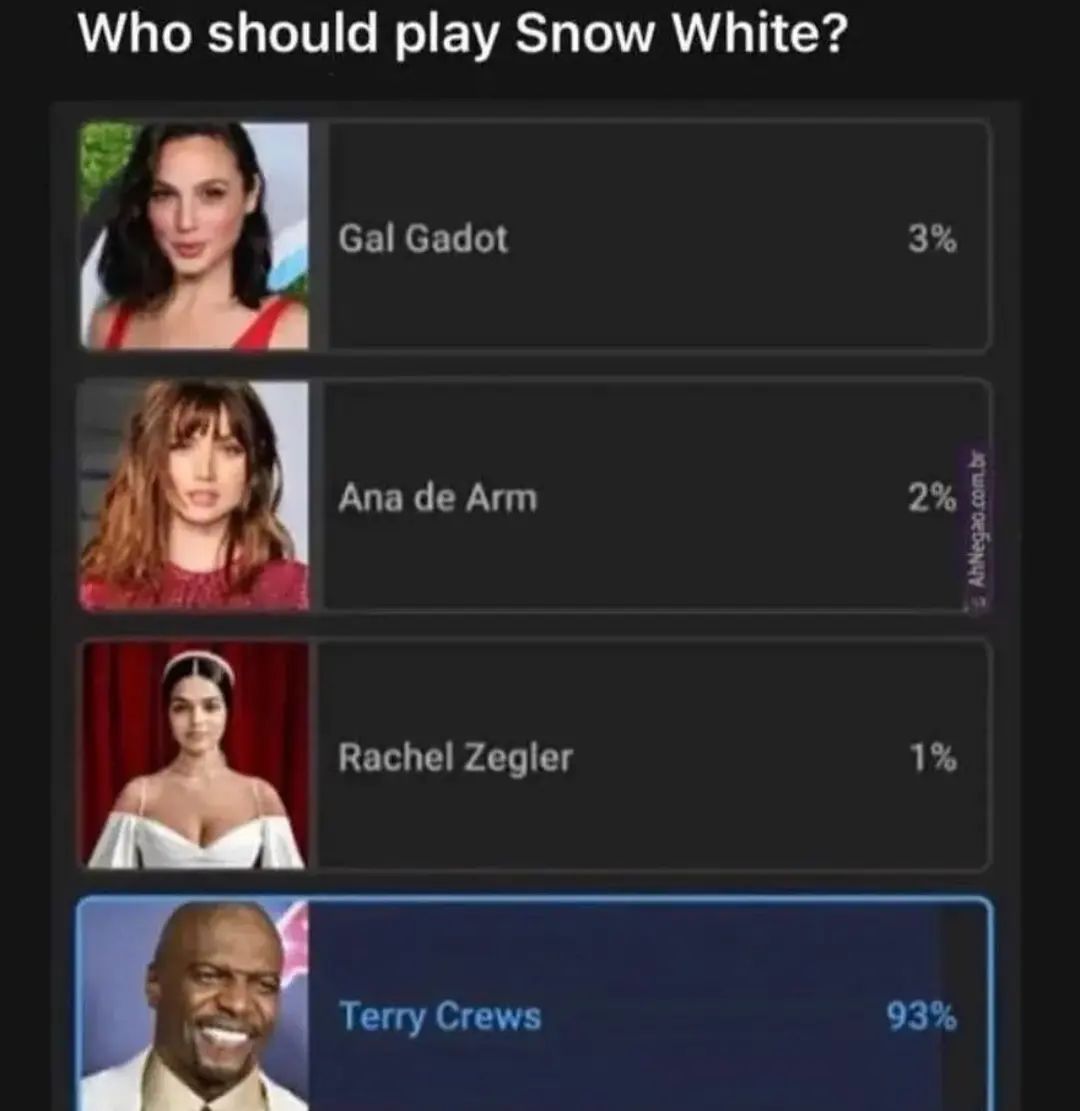 Who should play Snow White?
Gal Gadot
3%
Ana de Arm
2%
AhNegao.com.br
Rachel Zegler
1%
Terry Crews
93%